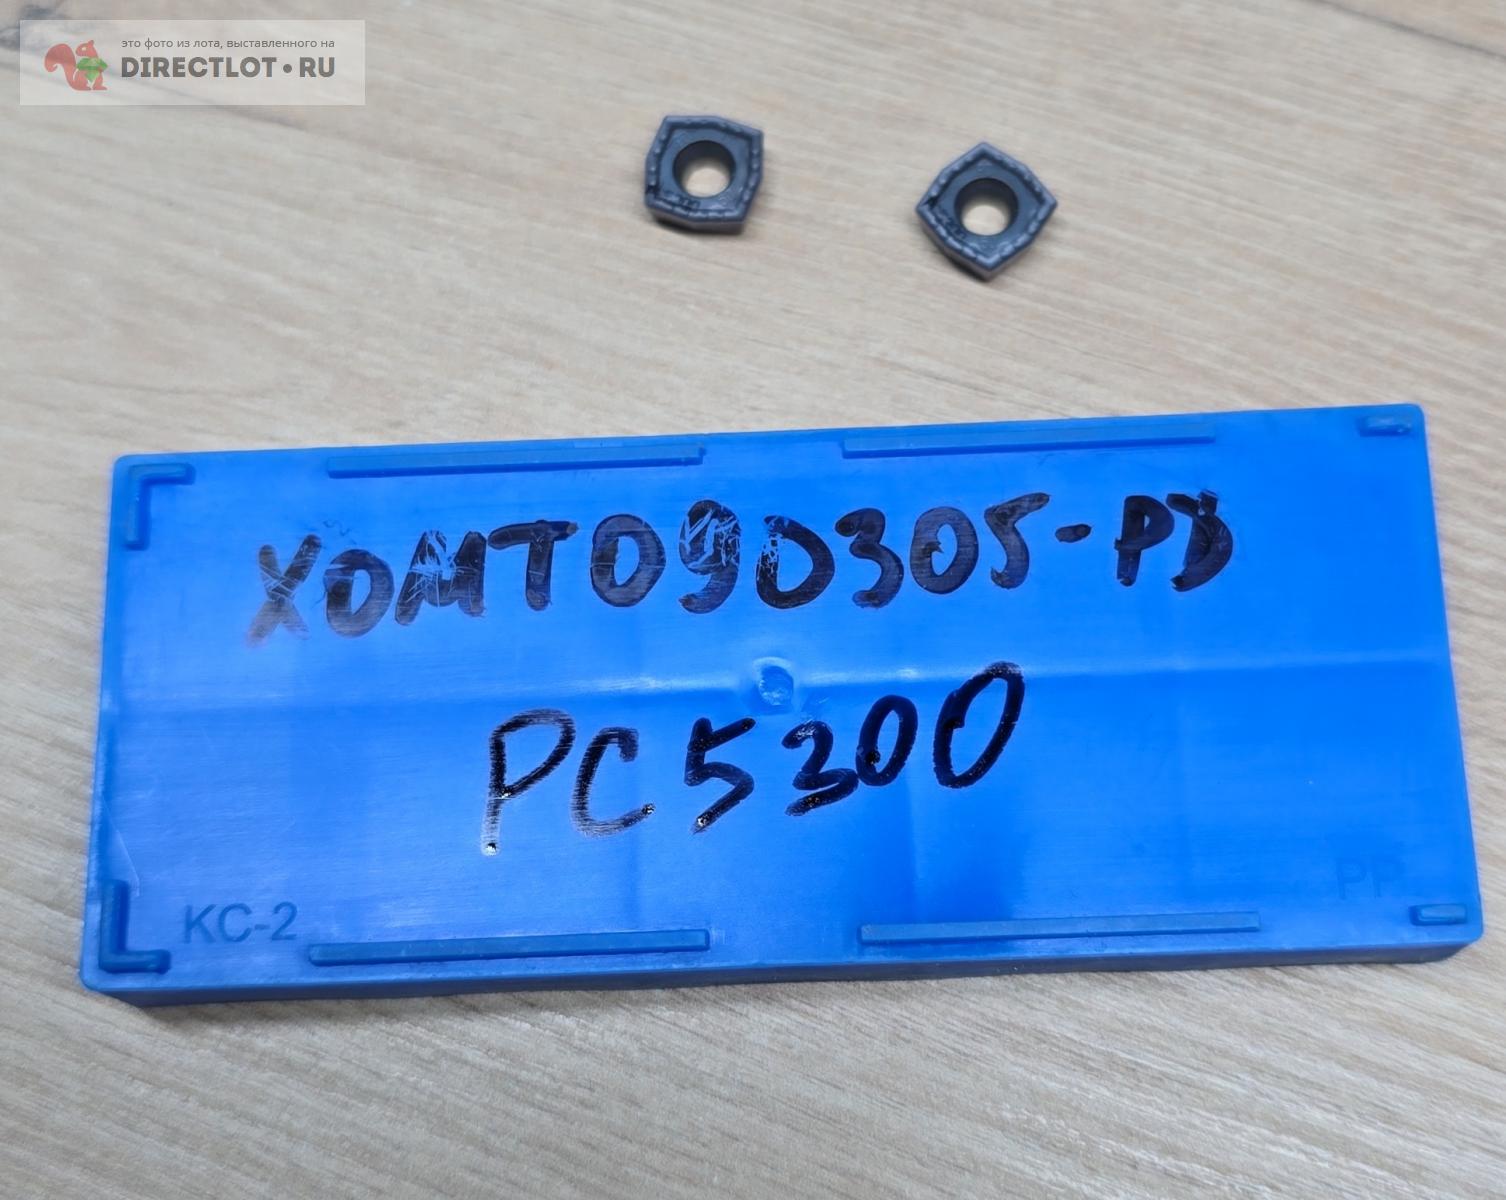 это фото из лота, выставленного на
DIRECTLOT•RU
XOMT090305-PD
PC5300
KC-2
PP